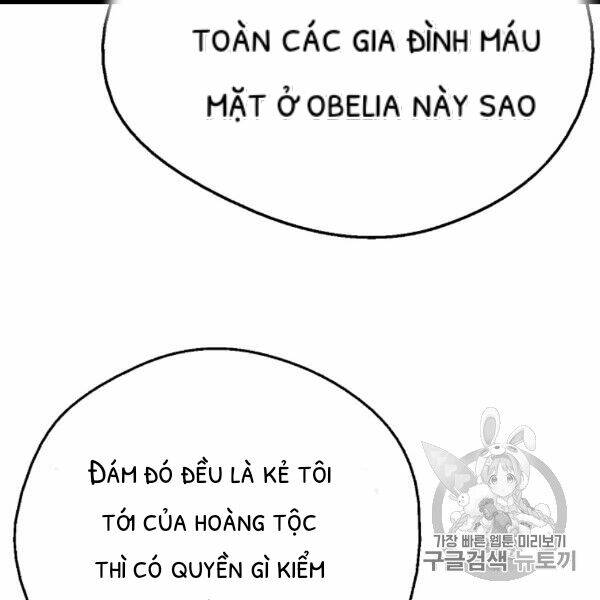 TOÀN CÁC GIA ĐÌNH MÁU
MẶT Ở OBELIA NÀY SAO
ĐÁM ĐÓ ĐỀU LÀ KẺ TÔI
TỚI CỦA HOÀNG TỘC
THÌ CÓ QUYỀN GÌ KIỂM
가장 빠른 웹툰 미리보기
구글검색 뉴토끼